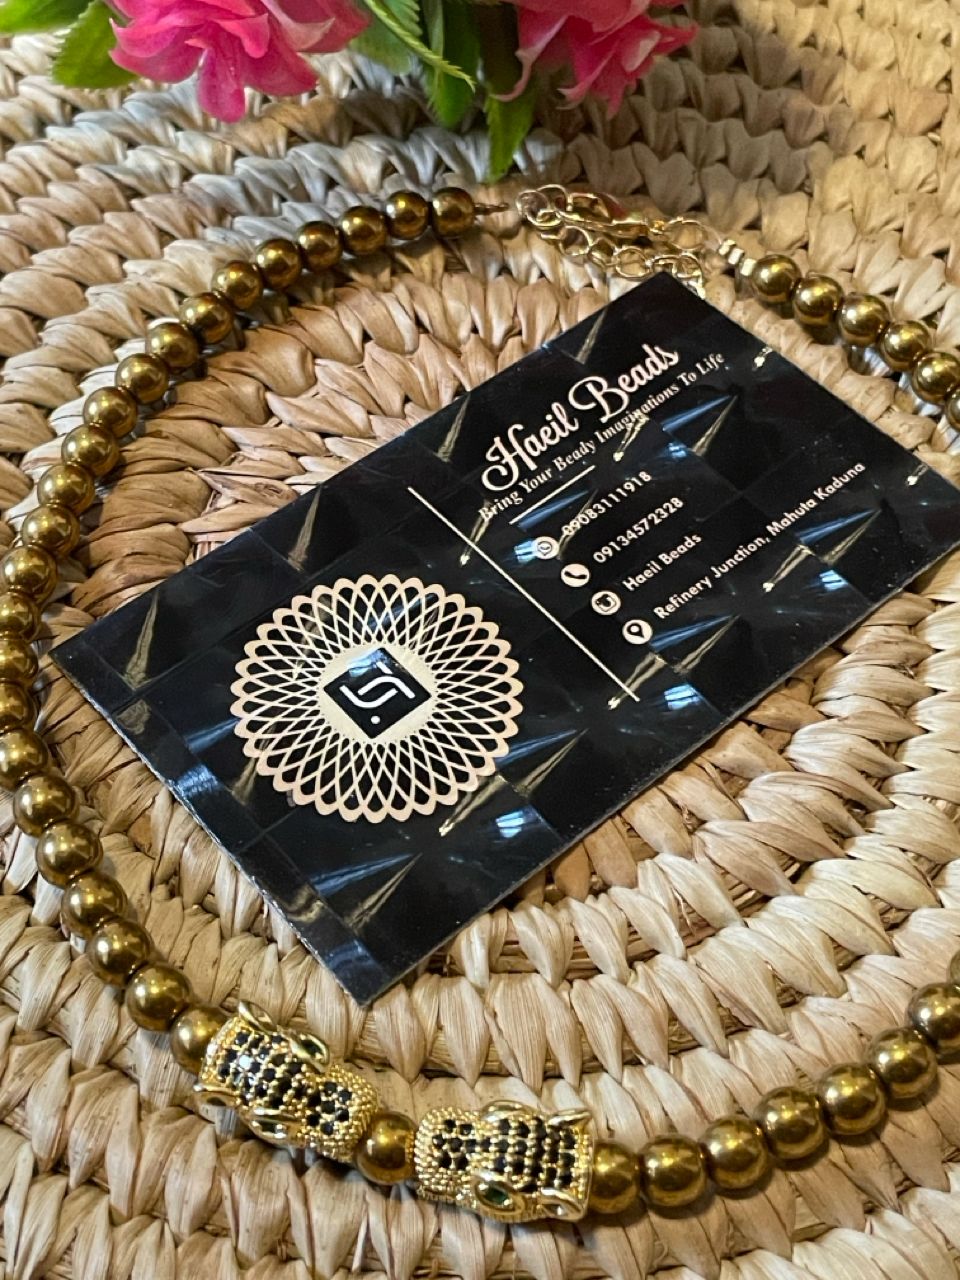 Haeil Beads
Bring Your Beady Imaginations To Life
09083111918
09134572328
Haeil Beads
Refinery Junction, Mahuta Kaduna